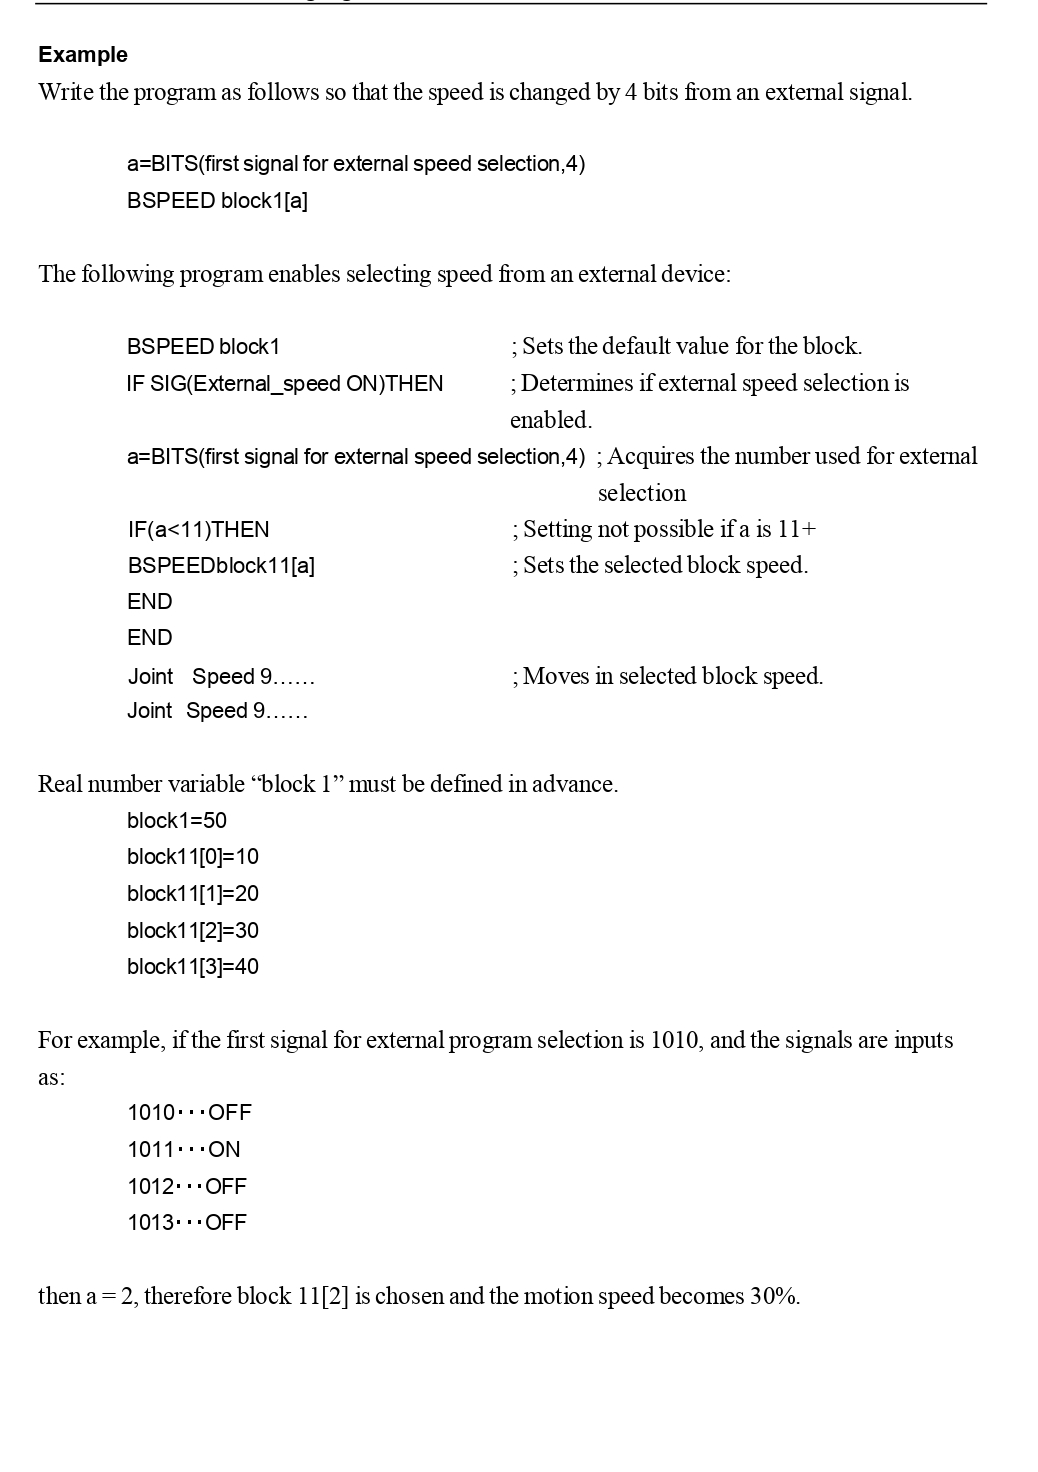 Example
Write the program as follows so that the speed is changed by 4 bits from an external signal.
a=BITS(first signal for external speed selection,4)
BSPEED block1[a]
The following program enables selecting speed from an external device:
BSPEED block1 ; Sets the default value for the block.
IF SIG(External_speed ON)THEN ; Determines if external speed selection is
enabled.
a=BITS(first signal for external speed selection,4) ; Acquires the number used for external
selection
IF(a<11)THEN ; Setting not possible if a is 11+
BSPEEDblock11[a] ; Sets the selected block speed.
END
END
Joint Speed 9…… ; Moves in selected block speed.
Joint Speed 9……
Real number variable “block 1” must be defined in advance.
block1=50
block11[0]=10
block11[1]=20
block11[2]=30
block11[3]=40
For example, if the first signal for external program selection is 1010, and the signals are inputs
as:
1010･･･OFF
1011･･･ON
1012･･･OFF
1013･･･OFF
then a = 2, therefore block 11[2] is chosen and the motion speed becomes 30%.